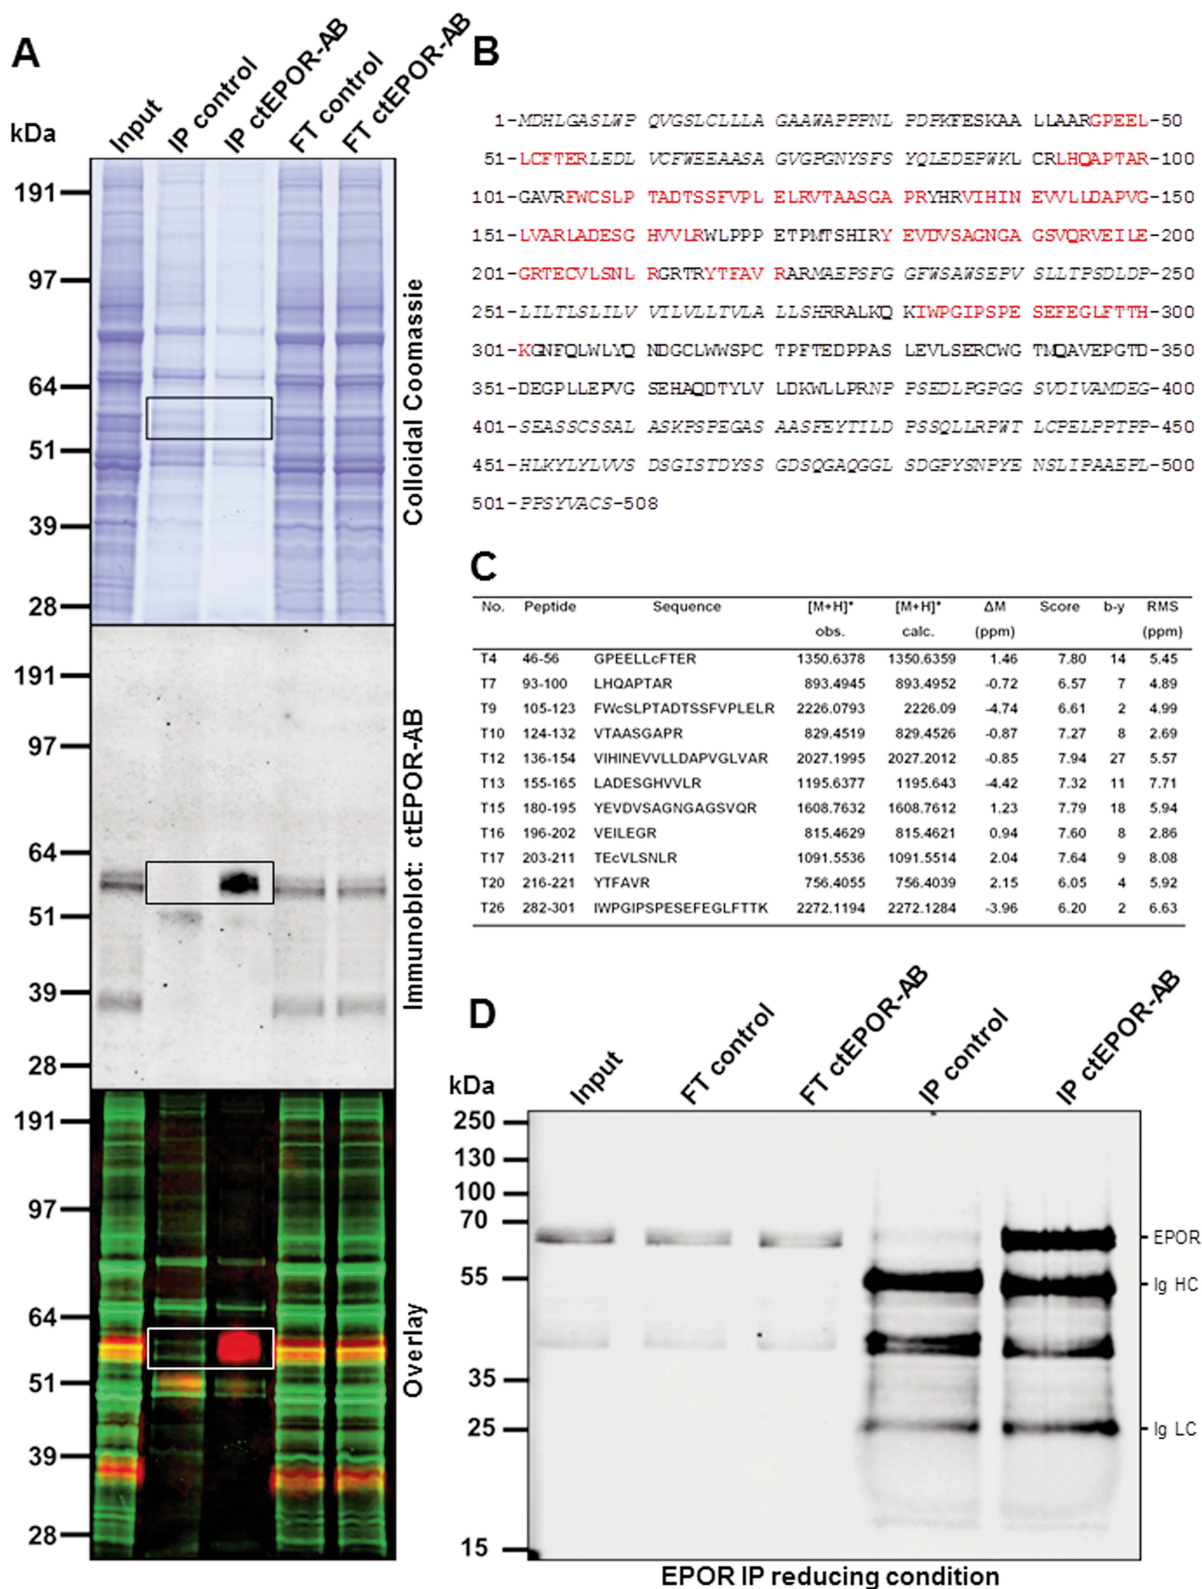 A
kDa
Input
IP control
IP ctEPOR-AB
FT control
FT ctEPOR-AB
191
97
64
51
39
28
Colloidal Coomassie
191
97
64
51
39
28
Immunoblot: ctEPOR-AB
191
97
64
51
39
28
Overlay
B
1-MDHLGASLWP QVGSLCLLLA GAAWAPPPNL PDPKFESKAA LLAARGPEEL-50
51-LCFTERLEDL VCFWEEAASA GVGPGNYSFS YQLEDEPWKL CRLHQAPTAR-100
101-GAVRFWCSLP TADTSSFVPL ELRVTAASGA PRYHRVIHIN EVVLLDAPVG-150
151-LVARLADESG HVVLRWLPPP ETPMTSHIRY EVDVSAGNGA GSVQRVEILE-200
201-GRTECVLSNL RGRTRYTFAV RARMAEPSFG GFWSAWSEPV SLLTPSDLDP-250
251-LILTLSLILV VILVLLTVLA LLSHRRALKQ KIWPGIPSPE SEFEGLFTTH-300
301-KGNFQLWLYQ NDGCLWWSPC TPFTEDPPAS LEVLSERCWG TMQAVEPGTD-350
351-DEGPLLEPVG SEHAQDTYLV LDKWLLPRNP PSEDLPGPGG SVDIVAMDEG-400
401-SEASSCSSAL ASKPSPEGAS AASFEYTILD PSSQLLRPWT LCPELPPTPP-450
451-HLKYLYLVVS DSGISTDYSS GDSQGAQGGL SDGPYSNPYE NSLIPAAEPL-500
501-PPSYVACS-508
C
No. Peptide Sequence [M+H]+ [M+H]+ ΔM Score b-y RMS
obs. calc. (ppm) (ppm)
T4 46-56 GPEELLcFTER 1350.6378 1350.6359 1.46 7.80 14 5.45
T7 93-100 LHQAPTAR 893.4945 893.4952 -0.72 6.57 7 4.89
T9 105-123 FWcSLPTADTSSFVPLELR 2226.0793 2226.09 -4.74 6.61 2 4.99
T10 124-132 VTAASGAPR 829.4519 829.4526 -0.87 7.27 8 2.69
T12 136-154 VIHINEVVLLDAPVGLVAR 2027.1995 2027.2012 -0.85 7.94 27 5.57
T13 155-165 LADESGHVVLR 1195.6377 1195.643 -4.42 7.32 11 7.71
T15 180-195 YEVDVSAGNGAGSVQR 1608.7632 1608.7612 1.23 7.79 18 5.94
T16 196-202 VEILEGR 815.4629 815.4621 0.94 7.60 8 2.86
T17 203-211 TEcVLSNLR 1091.5536 1091.5514 2.04 7.64 9 8.08
T20 216-221 YTFAVR 756.4055 756.4039 2.15 6.05 4 5.92
T26 282-301 IWPGIPSPESEFEGLFTTK 2272.1194 2272.1284 -3.96 6.20 2 6.63
D
kDa
Input
FT control
FT ctEPOR-AB
IP control
IP ctEPOR-AB
250
130
100
70
55
35
25
15
EPOR
Ig HC
Ig LC
EPOR IP reducing condition